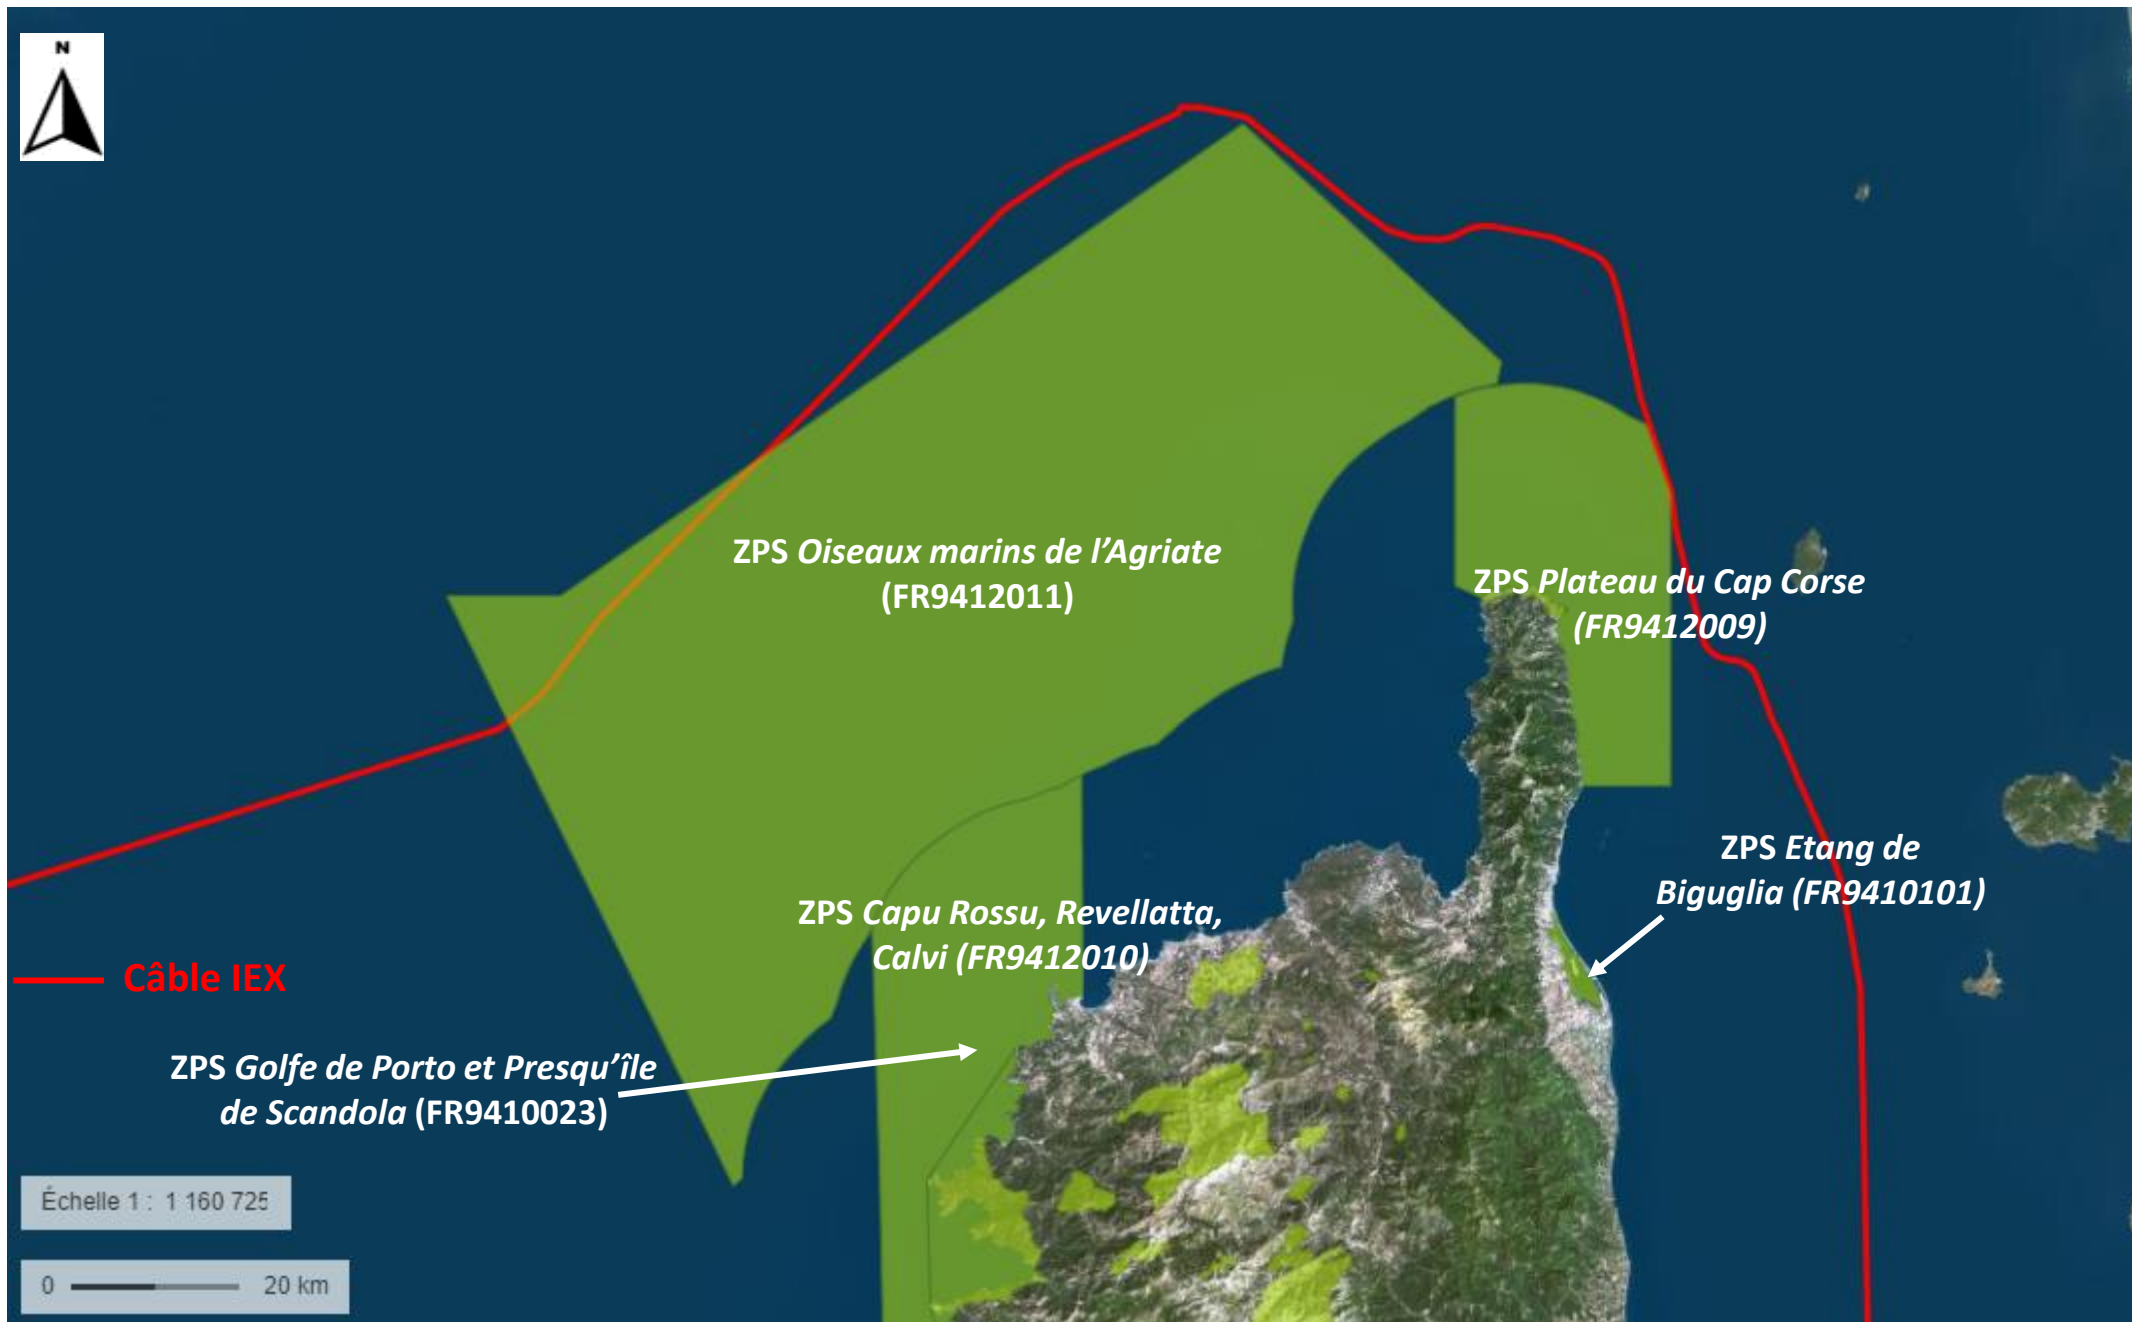 N
ZPS Oiseaux marins de l'Agriate
(FR9412011)
ZPS Plateau du Cap Corse
(FR9412009)
ZPS Etang de
Biguglia (FR9410101)
ZPS Capu Rossu, Revellatta,
Calvi (FR9412010)
Câble IEX
ZPS Golfe de Porto et Presqu'île
de Scandola (FR9410023)
Échelle 1 : 1 160 725
0 20 km